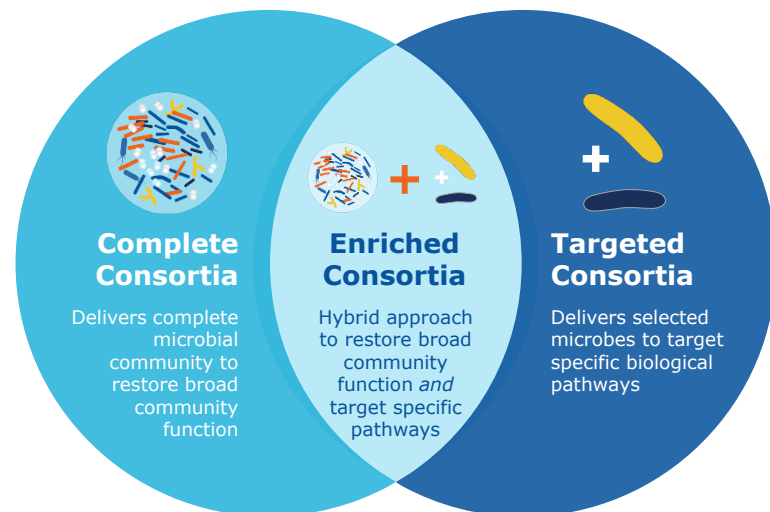 Complete
Consortia
Delivers complete
microbial
community to
restore broad
community
function
Enriched
Consortia
Hybrid approach
to restore broad
community
function and
target specific
pathways
Targeted
Consortia
Delivers selected
microbes to target
specific biological
pathways